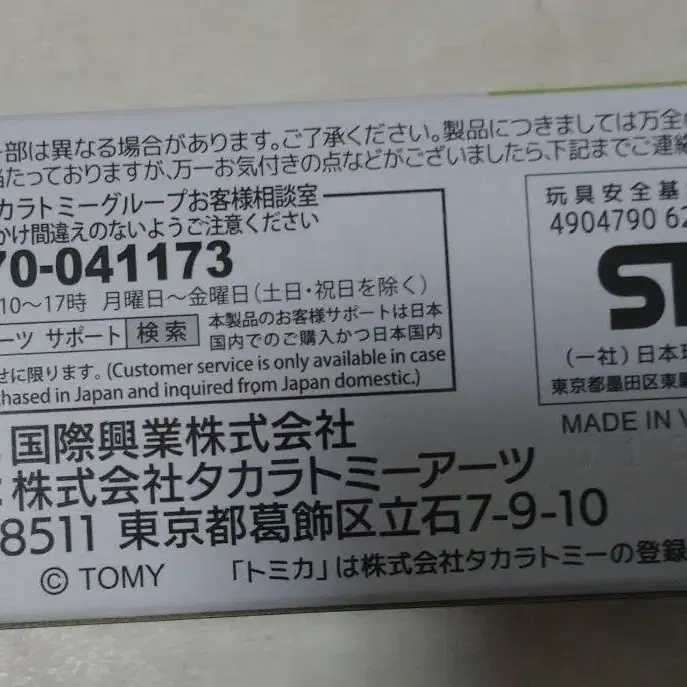 部は異なる場合があります。ご了承ください。製品につきましては万全
当たっておりますが、万一お気付きの点などがございましたら、下記までご連絡
カラトミーグループお客様相談室
かけ間違えのないようご注意ください
70-041173
10～17時 月曜日～金曜日(土日・祝日を除く)
ーツ サポート 検索
本製品のお客様サポートは日本
国内でのご購入かつ日本国内
せに限ります。(Customer service is only available in case
hased in Japan and inquired from Japan domestic.)
玩具安全基
4904790 62
ST
(一社)日本玩
東京都墨田区東駒
MADE IN V
国際興業株式会社
株式会社タカラトミーアーツ
8511 東京都葛飾区立石7-9-10
© TOMY 「トミカ」は株式会社タカラトミーの登録